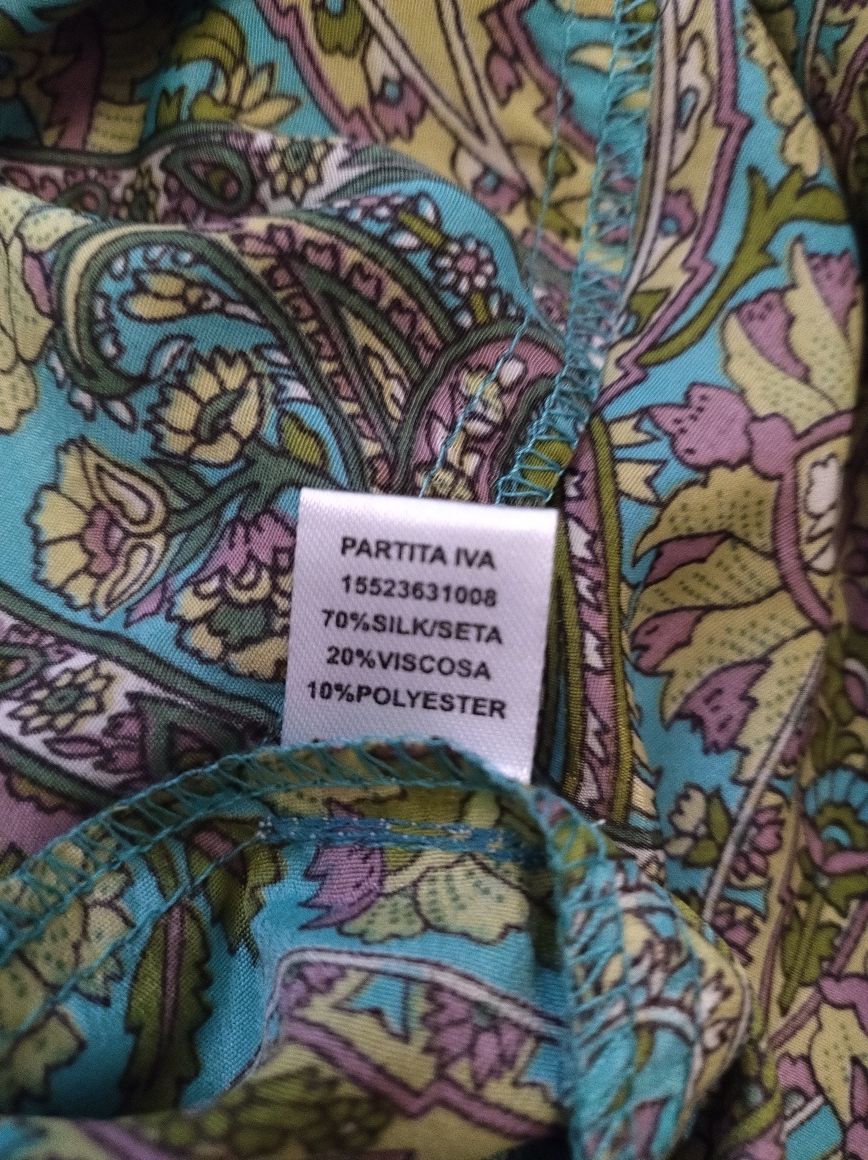 PARTITA IVA
15523631008
70%SILK/SETA
20%VISCOSA
10%POLYESTER